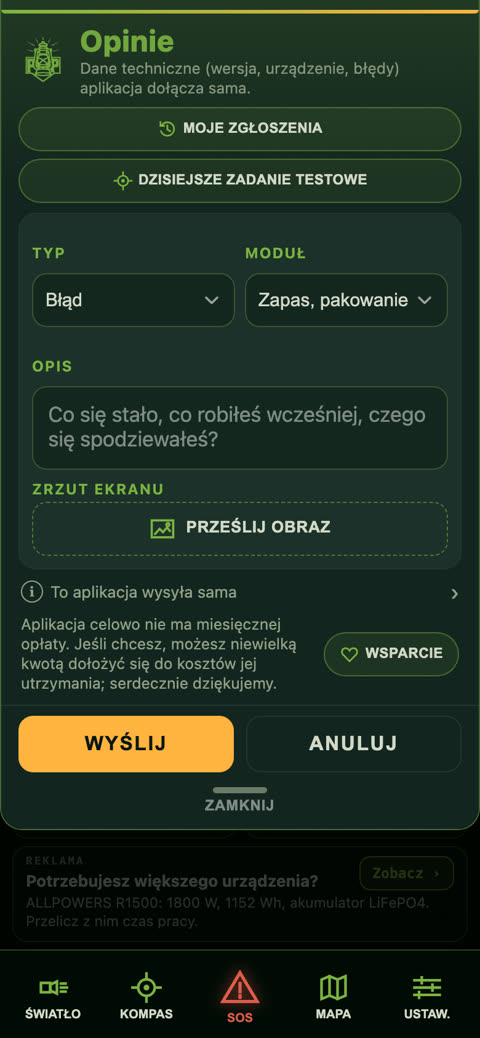 Opinie
Dane techniczne (wersja, urządzenie, błędy)
aplikacja dołącza sama.
MOJE ZGŁOSZENIA
DZISIEJSZE ZADANIE TESTOWE
TYP
MODUŁ
Błąd
Zapas, pakowanie
OPIS
Co się stało, co robiłeś wcześniej, czego
się spodziewałeś?
ZRZUT EKRANU
PRZEŚLIJ OBRAZ
To aplikacja wysyła sama
Aplikacja celowo nie ma miesięcznej
opłaty. Jeśli chcesz, możesz niewielką
kwotą dołożyć się do kosztów jej
utrzymania; serdecznie dziękujemy.
WSPARCIE
WYŚLIJ
ANULUJ
ZAMKNIJ
REKLAMA
Potrzebujesz większego urządzenia?
Zobacz ›
ALLPOWERS R1500: 1800 W, 1152 Wh, akumulator LiFePO4.
Przelicz z nim czas pracy.
ŚWIATŁO
KOMPAS
SOS
MAPA
USTAW.